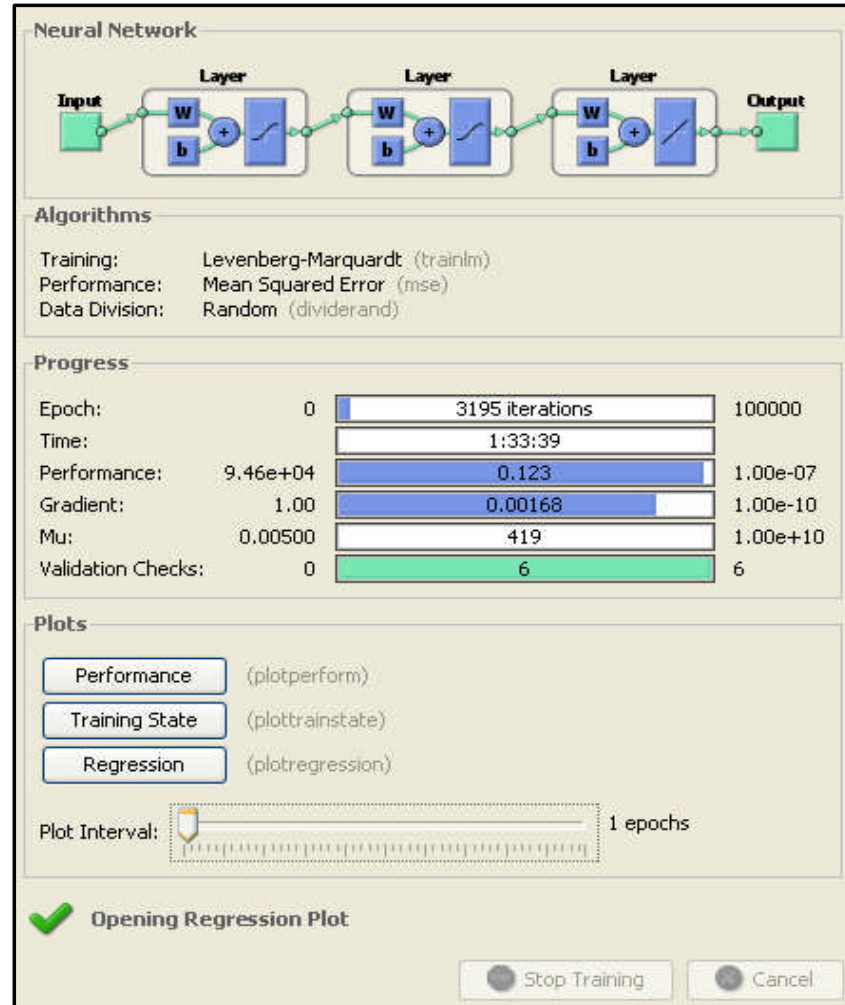 Neural Network
Layer Layer Layer
Input Output
W W W
b b b
+ + +
Algorithms
Training: Levenberg-Marquardt (trainlm)
Performance: Mean Squared Error (mse)
Data Division: Random (dividerand)
Progress
Epoch: 0 3195 iterations 100000
Time: 1:33:39
Performance: 9.46e+04 0.123 1.00e-07
Gradient: 1.00 0.00168 1.00e-10
Mu: 0.00500 419 1.00e+10
Validation Checks: 0 6 6
Plots
Performance (plotperform)
Training State (plottrainstate)
Regression (plotregression)
Plot Interval: 1 epochs
Opening Regression Plot
Stop Training Cancel